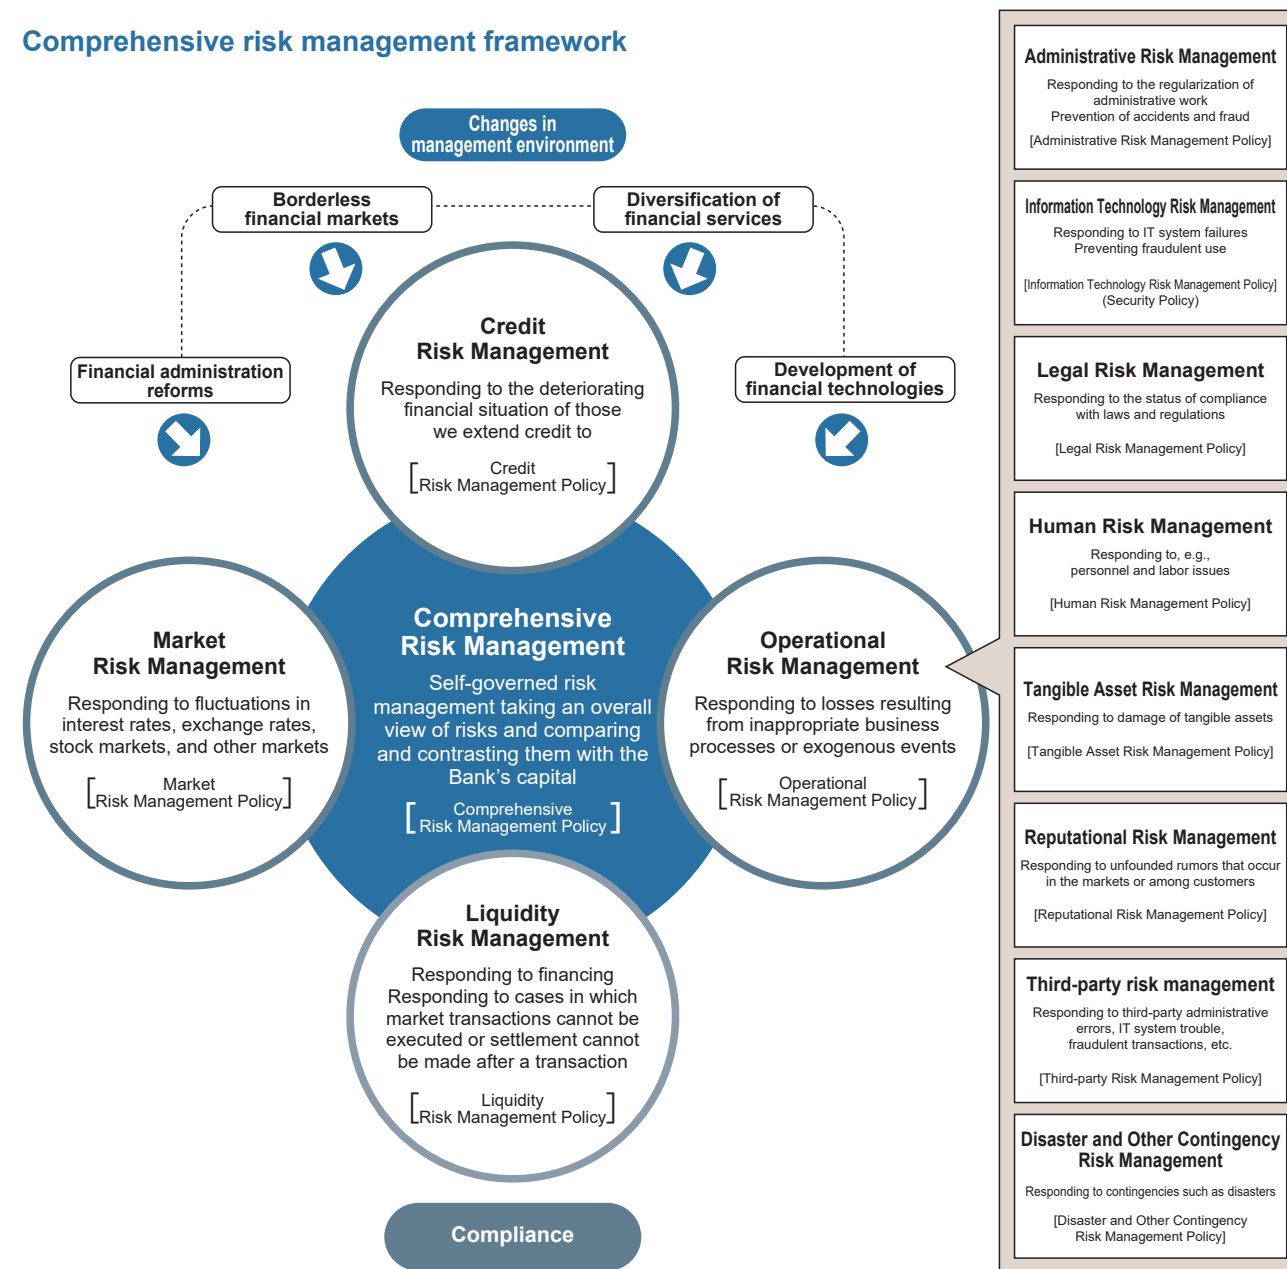 Comprehensive risk management framework
Changes in
management environment
Borderless
financial markets
Diversification of
financial services
Financial administration
reforms
Development of
financial technologies
Credit
Risk Management
Responding to the deteriorating
financial situation of those
we extend credit to
[Credit
Risk Management Policy]
Market
Risk Management
Responding to fluctuations in
interest rates, exchange rates,
stock markets, and other markets
[Market
Risk Management Policy]
Comprehensive
Risk Management
Self-governed risk
management taking an overall
view of risks and comparing
and contrasting them with the
Bank’s capital
[Comprehensive
Risk Management Policy]
Operational
Risk Management
Responding to losses resulting
from inappropriate business
processes or exogenous events
[Operational
Risk Management Policy]
Liquidity
Risk Management
Responding to financing
Responding to cases in which
market transactions cannot be
executed or settlement cannot
be made after a transaction
[Liquidity
Risk Management Policy]
Compliance
Administrative Risk Management
Responding to the regularization of
administrative work
Prevention of accidents and fraud
[Administrative Risk Management Policy]
Information Technology Risk Management
Responding to IT system failures
Preventing fraudulent use
[Information Technology Risk Management Policy]
(Security Policy)
Legal Risk Management
Responding to the status of compliance
with laws and regulations
[Legal Risk Management Policy]
Human Risk Management
Responding to, e.g.,
personnel and labor issues
[Human Risk Management Policy]
Tangible Asset Risk Management
Responding to damage of tangible assets
[Tangible Asset Risk Management Policy]
Reputational Risk Management
Responding to unfounded rumors that occur
in the markets or among customers
[Reputational Risk Management Policy]
Third-party risk management
Responding to third-party administrative
errors, IT system trouble,
fraudulent transactions, etc.
[Third-party Risk Management Policy]
Disaster and Other Contingency
Risk Management
Responding to contingencies such as disasters
[Disaster and Other Contingency
Risk Management Policy]